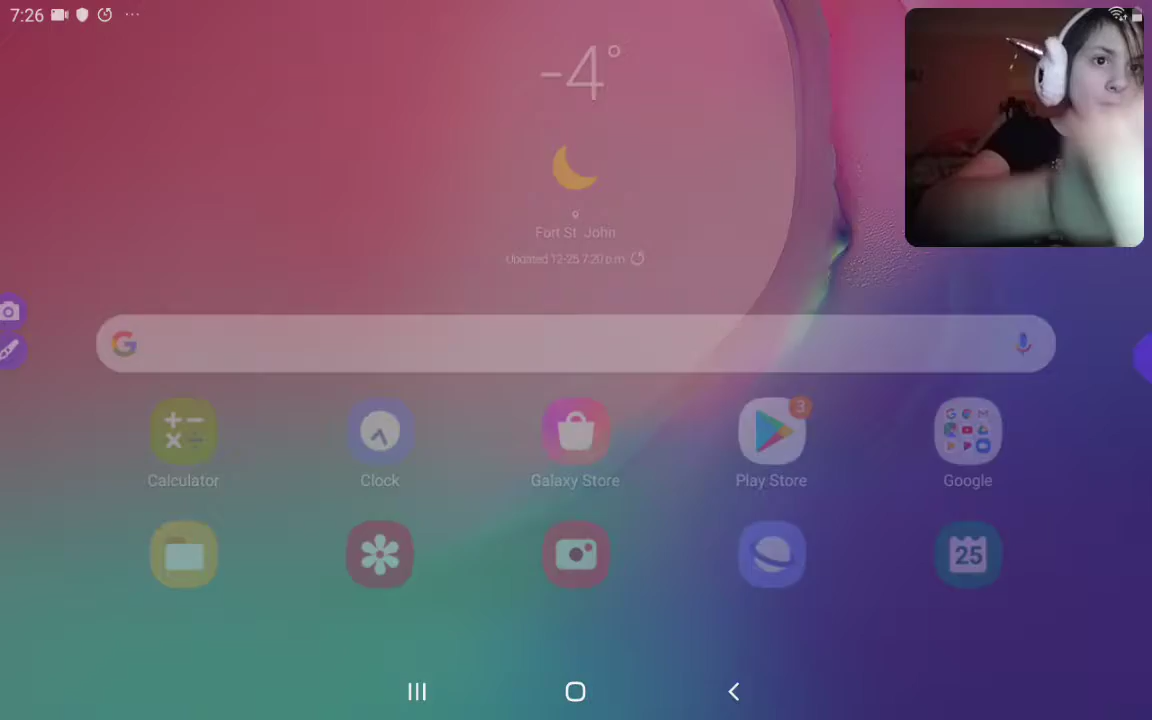 7:26
-4°
Fort St John
Updated 12-25 7:20 p.m.
G
3
Calculator
Clock
Galaxy Store
Play Store
Google
25